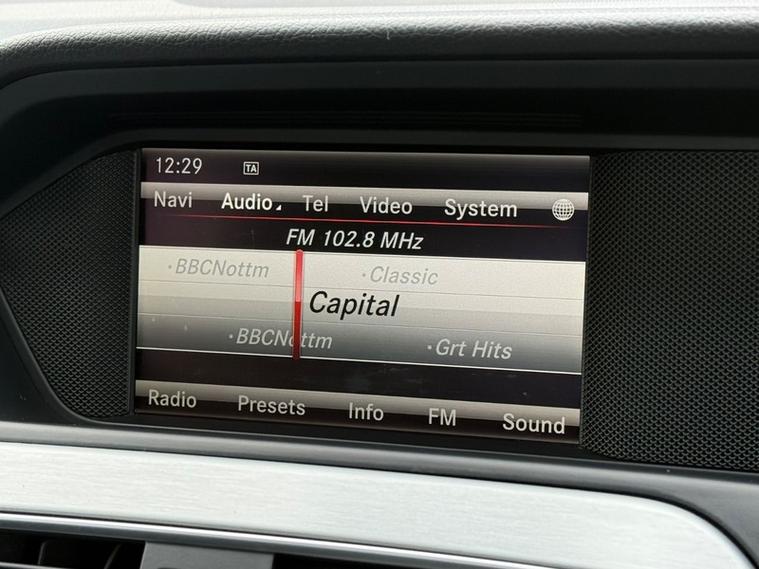 12:29 TA
Navi Audio Tel Video System
FM 102.8 MHz
•BBCNottm •Classic
Capital
•BBCNottm •Grt Hits
Radio Presets Info FM Sound